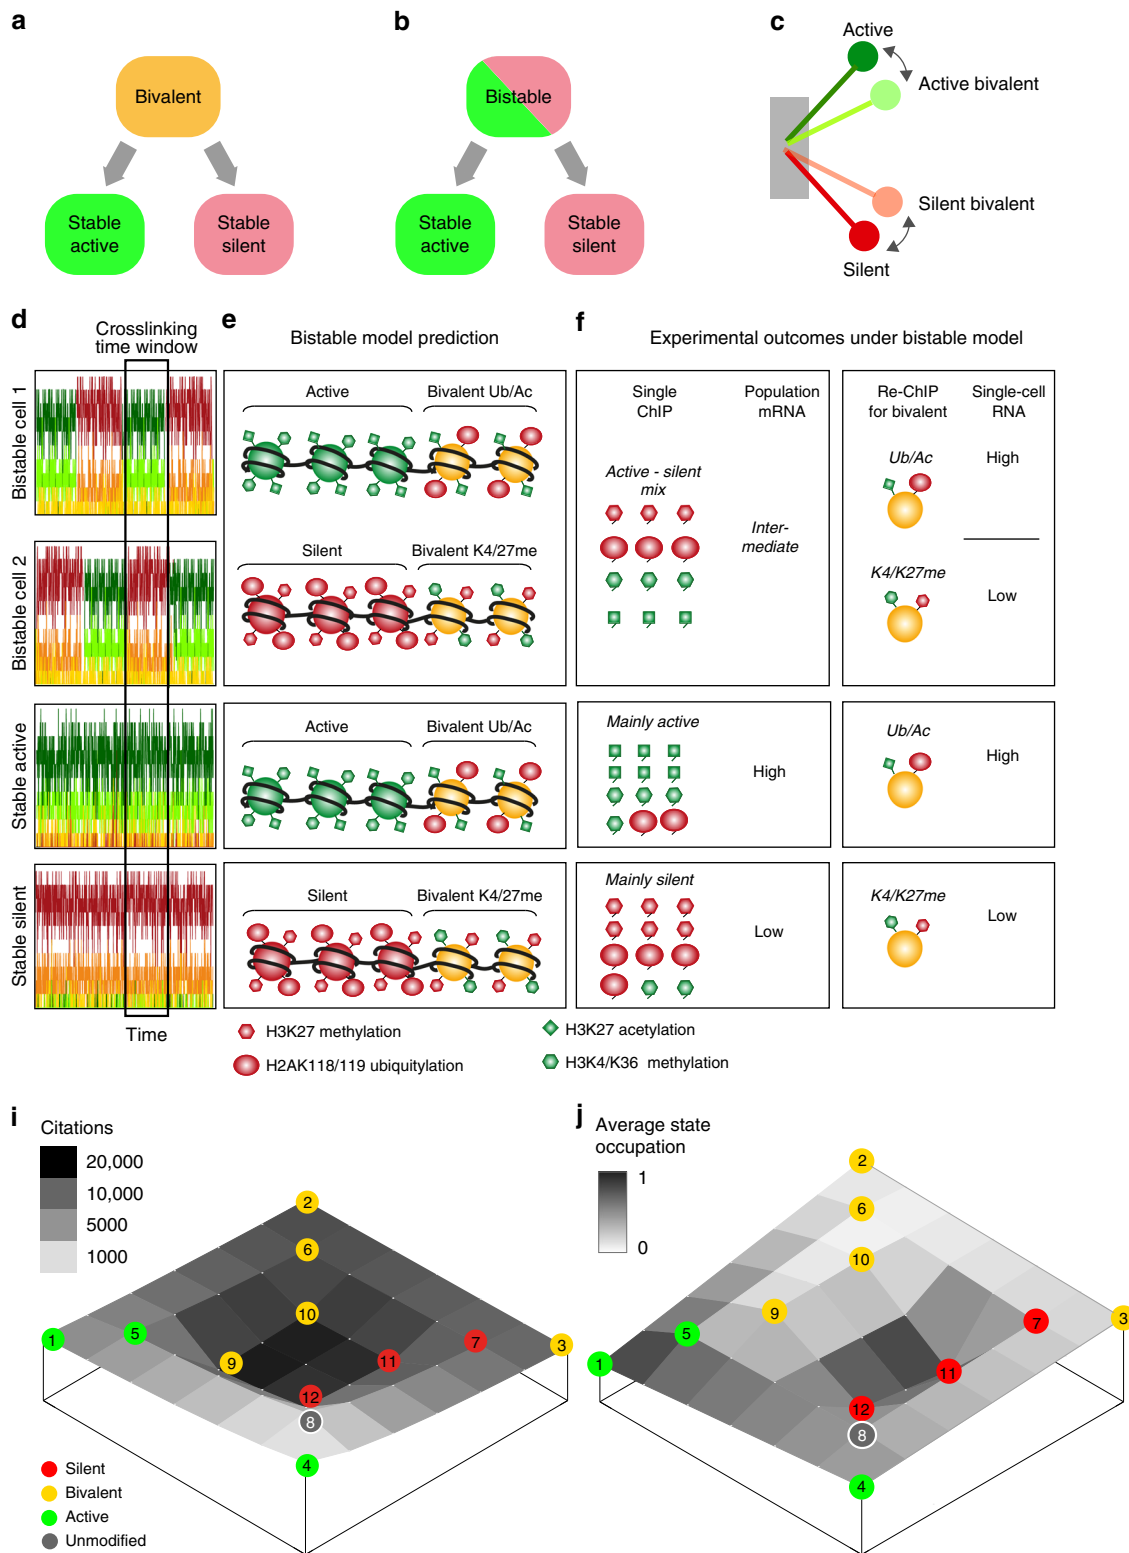 a
Bivalent
Stable
active
Stable
silent
b
Bistable
Stable
active
Stable
silent
c
Active
Active bivalent
Silent bivalent
Silent
d
Crosslinking
time window
Bistable cell 1
Bistable cell 2
Stable active
Stable silent
Time
e
Bistable model prediction
Active
Bivalent Ub/Ac
Silent
Bivalent K4/27me
Active
Bivalent Ub/Ac
Silent
Bivalent K4/27me
f
Experimental outcomes under bistable model
Single
ChIP
Population
mRNA
Re-ChIP
for bivalent
Single-cell
RNA
Active - silent
mix
Inter-
mediate
Ub/Ac
High
K4/K27me
Low
Mainly active
High
Ub/Ac
High
Mainly silent
Low
K4/K27me
Low
H3K27 methylation
H3K27 acetylation
H2AK118/119 ubiquitylation
H3K4/K36 methylation
i
Citations
20,000
10,000
5000
1000
2
6
10
1
5
9
11
7
3
12
8
4
Silent
Bivalent
Active
Unmodified
j
Average state
occupation
1
0
2
6
10
9
5
1
7
3
11
12
8
4